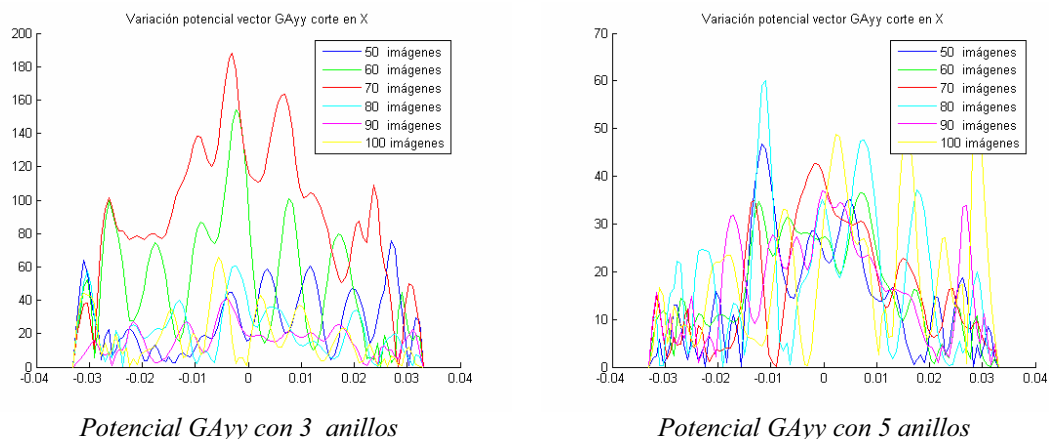 Variación potencial vector GAyy corte en X
200
180
160
140
120
100
80
60
40
20
0
-0.04 -0.03 -0.02 -0.01 0 0.01 0.02 0.03 0.04
50 imágenes
60 imágenes
70 imágenes
80 imágenes
90 imágenes
100 imágenes
Potencial GAyy con 3 anillos
Variación potencial vector GAyy corte en X
70
60
50
40
30
20
10
0
-0.04 -0.03 -0.02 -0.01 0 0.01 0.02 0.03 0.04
50 imágenes
60 imágenes
70 imágenes
80 imágenes
90 imágenes
100 imágenes
Potencial GAyy con 5 anillos